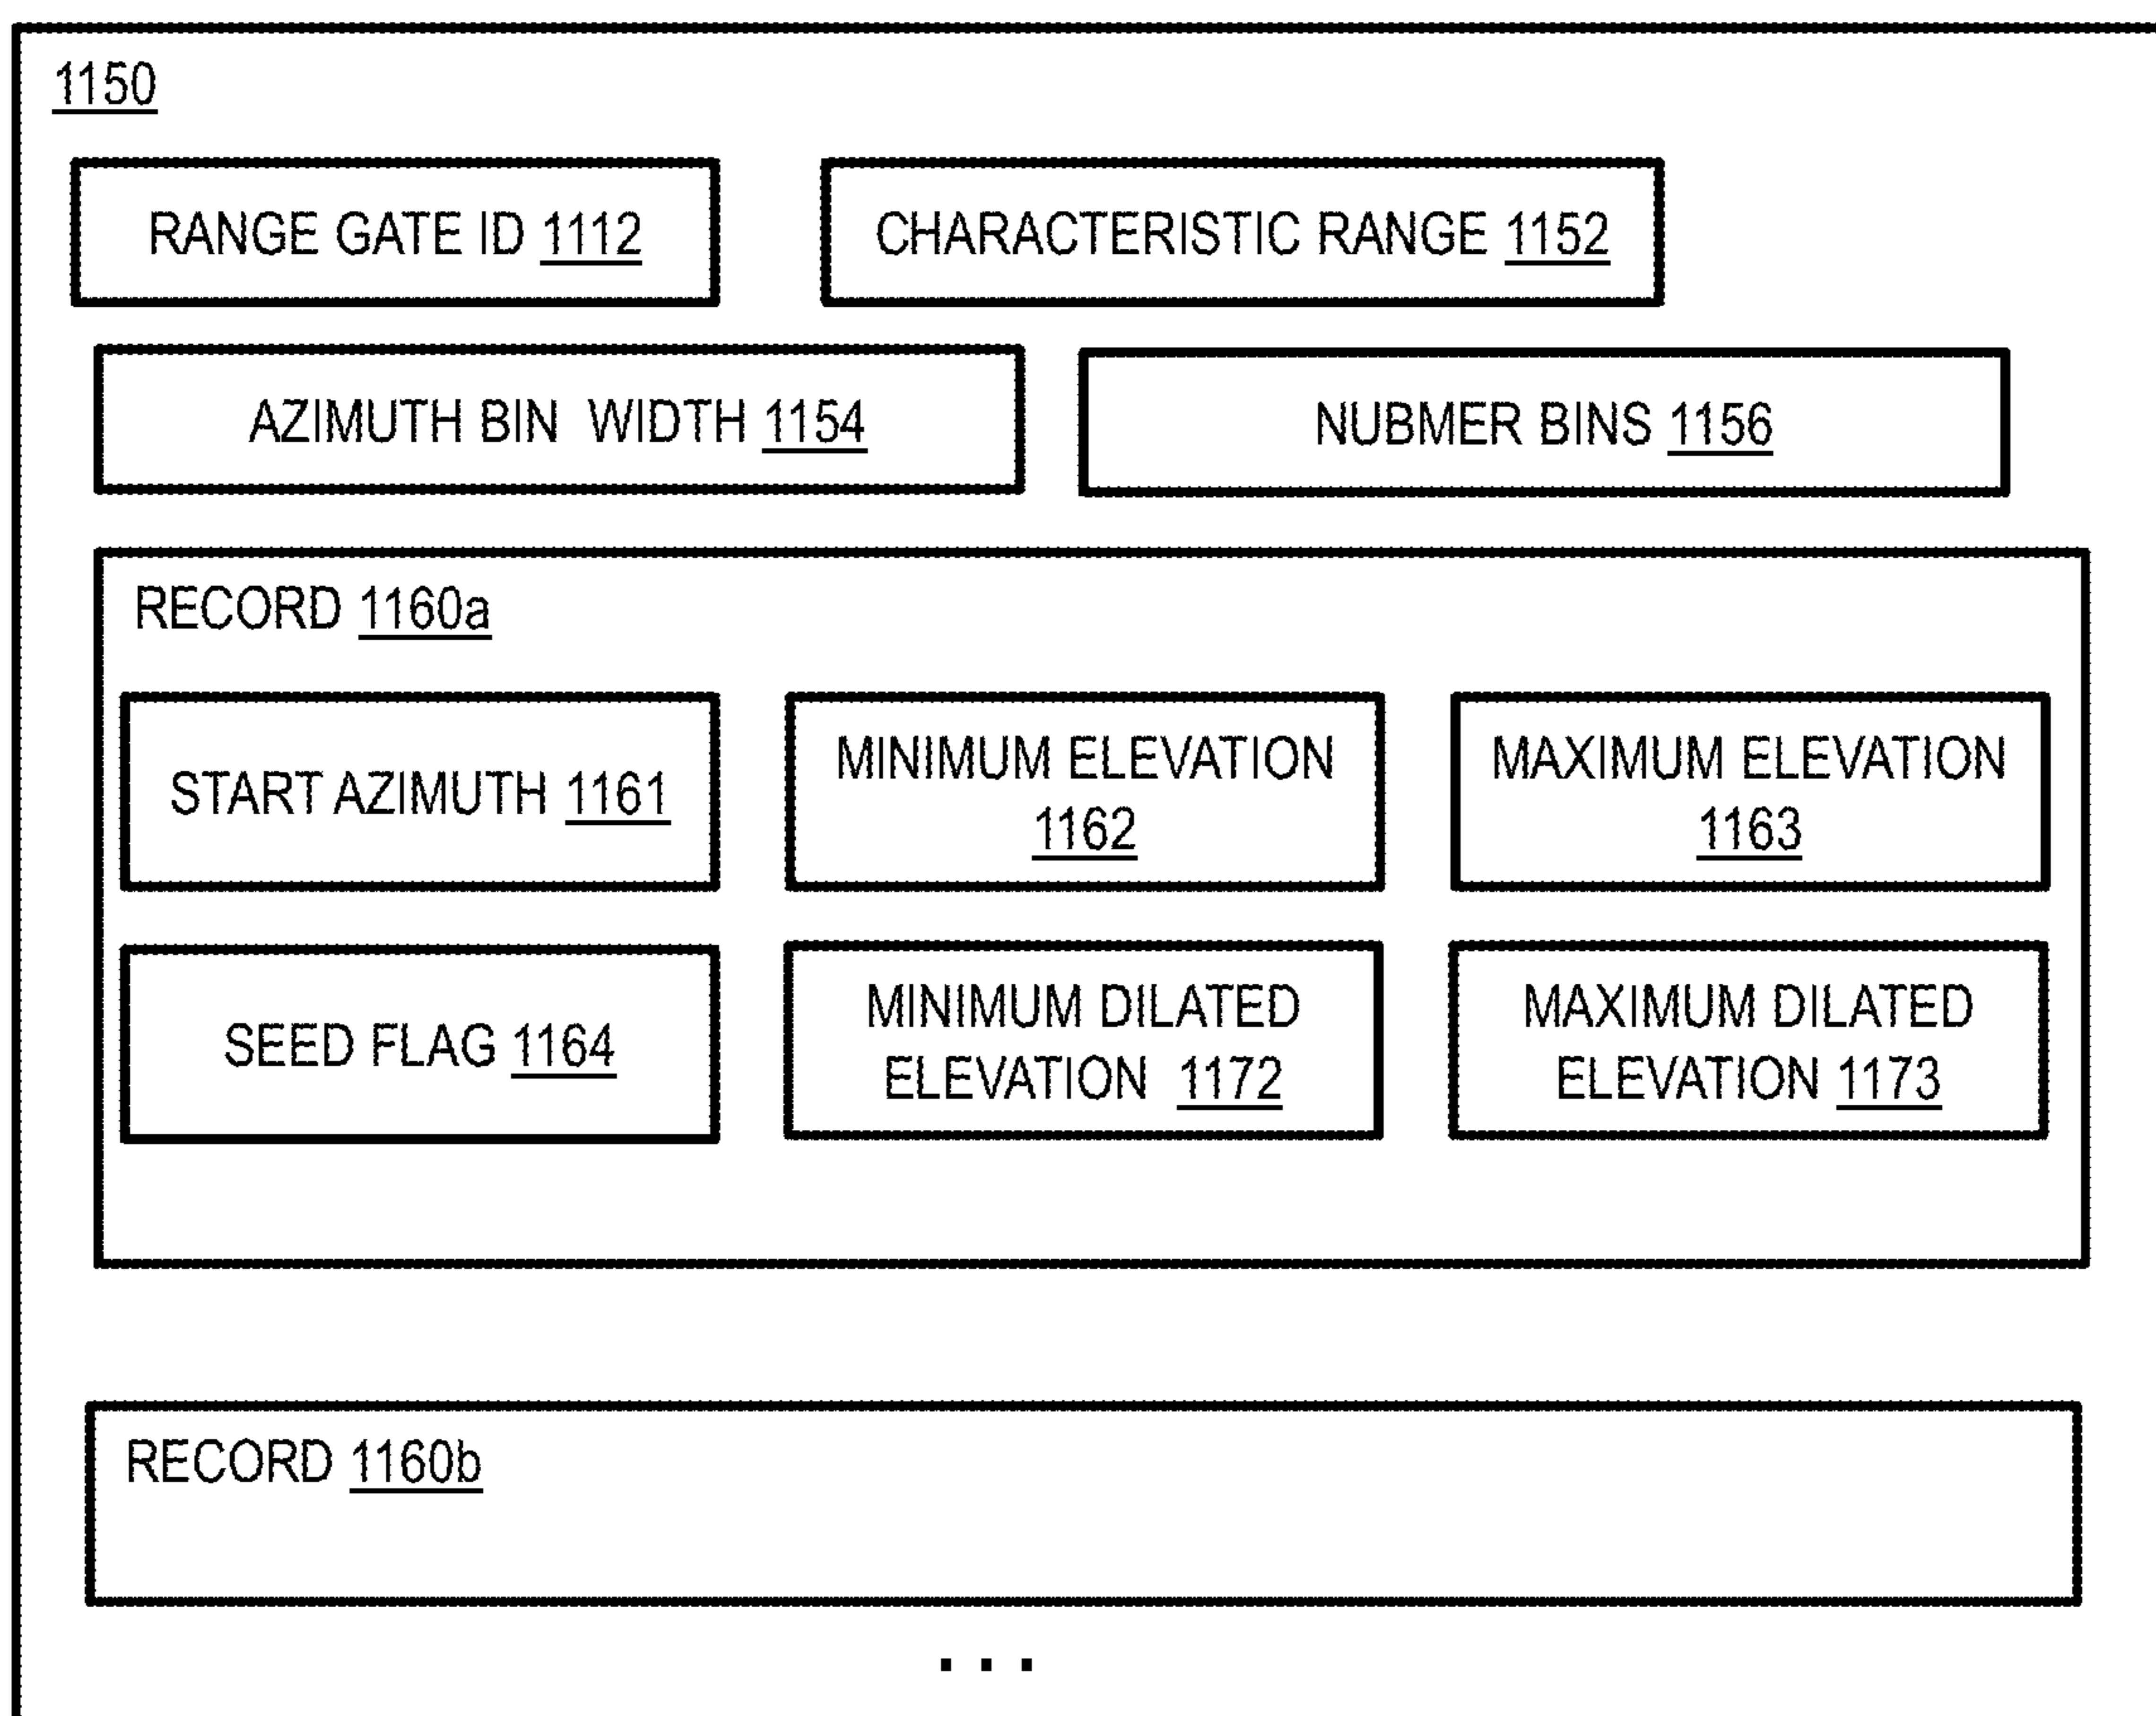 1150
RANGE GATE ID 1112
CHARACTERISTIC RANGE 1152
AZIMUTH BIN WIDTH 1154
NUBMER BINS 1156
RECORD 1160a
START AZIMUTH 1161
MINIMUM ELEVATION
1162
MAXIMUM ELEVATION
1163
SEED FLAG 1164
MINIMUM DILATED
ELEVATION 1172
MAXIMUM DILATED
ELEVATION 1173
RECORD 1160b
. . .